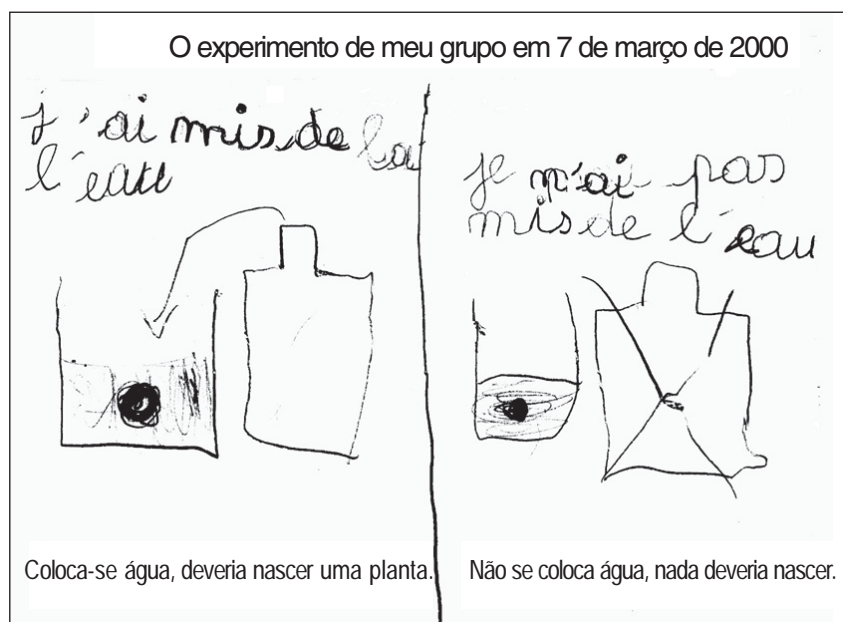 O experimento de meu grupo em 7 de março de 2000
j'ai mis de la
l'eau
je n'ai pas
mis de l'eau
Coloca-se água, deveria nascer uma planta.
Não se coloca água, nada deveria nascer.